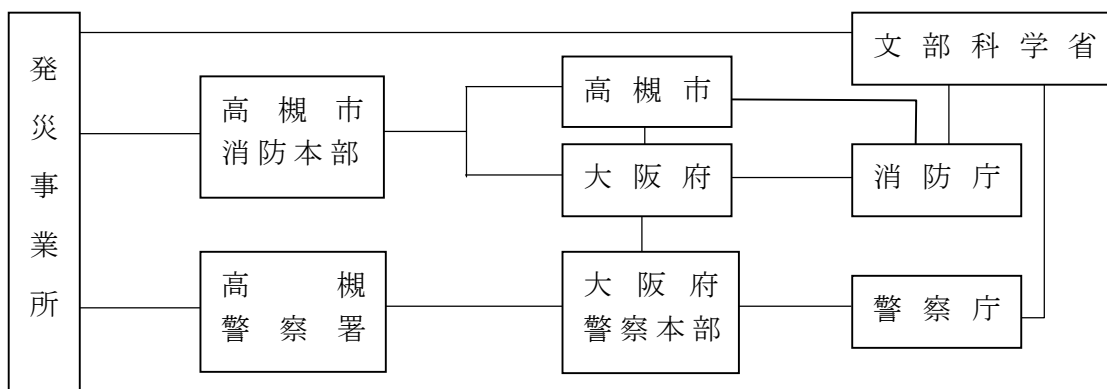 発災事業所
文部科学省
高槻市
消防本部
高槻市
大阪府
消防庁
高槻
警察署
大阪府
警察本部
警察庁